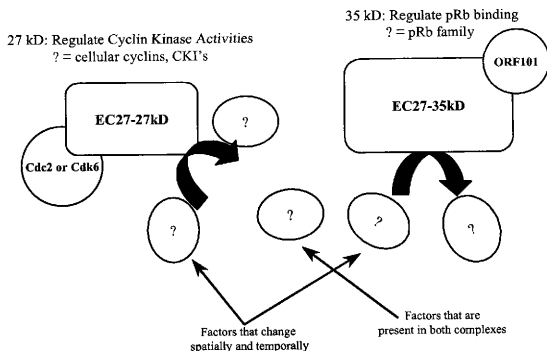 27 kD: Regulate Cyclin Kinase Activities
? = cellular cyclins, CKI's
35 kD: Regulate pRb binding
? = pRb family
ORF101
EC27-27kD
EC27-35kD
?
Cdc2 or Cdk6
?
?
?
?
Factors that change
spatially and temporally
Factors that are
present in both complexes